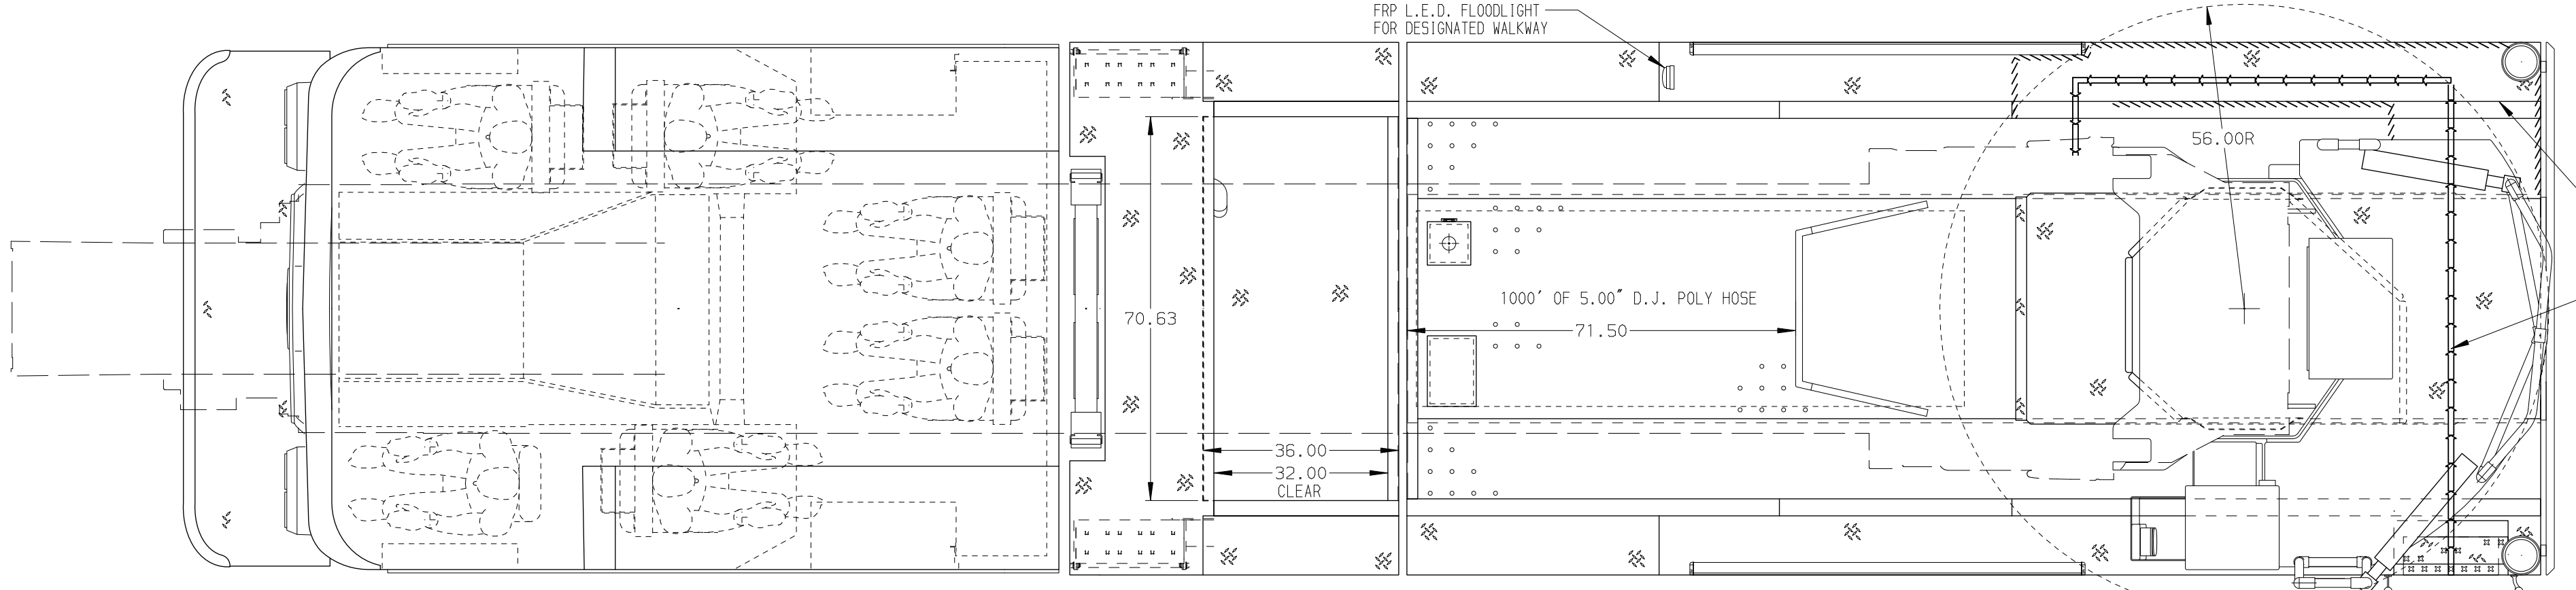 FRP L.E.D. FLOODLIGHT
FOR DESIGNATED WALKWAY
56.00R
1000' OF 5.00" D.J. POLY HOSE
70.63
71.50
36.00
32.00
CLEAR